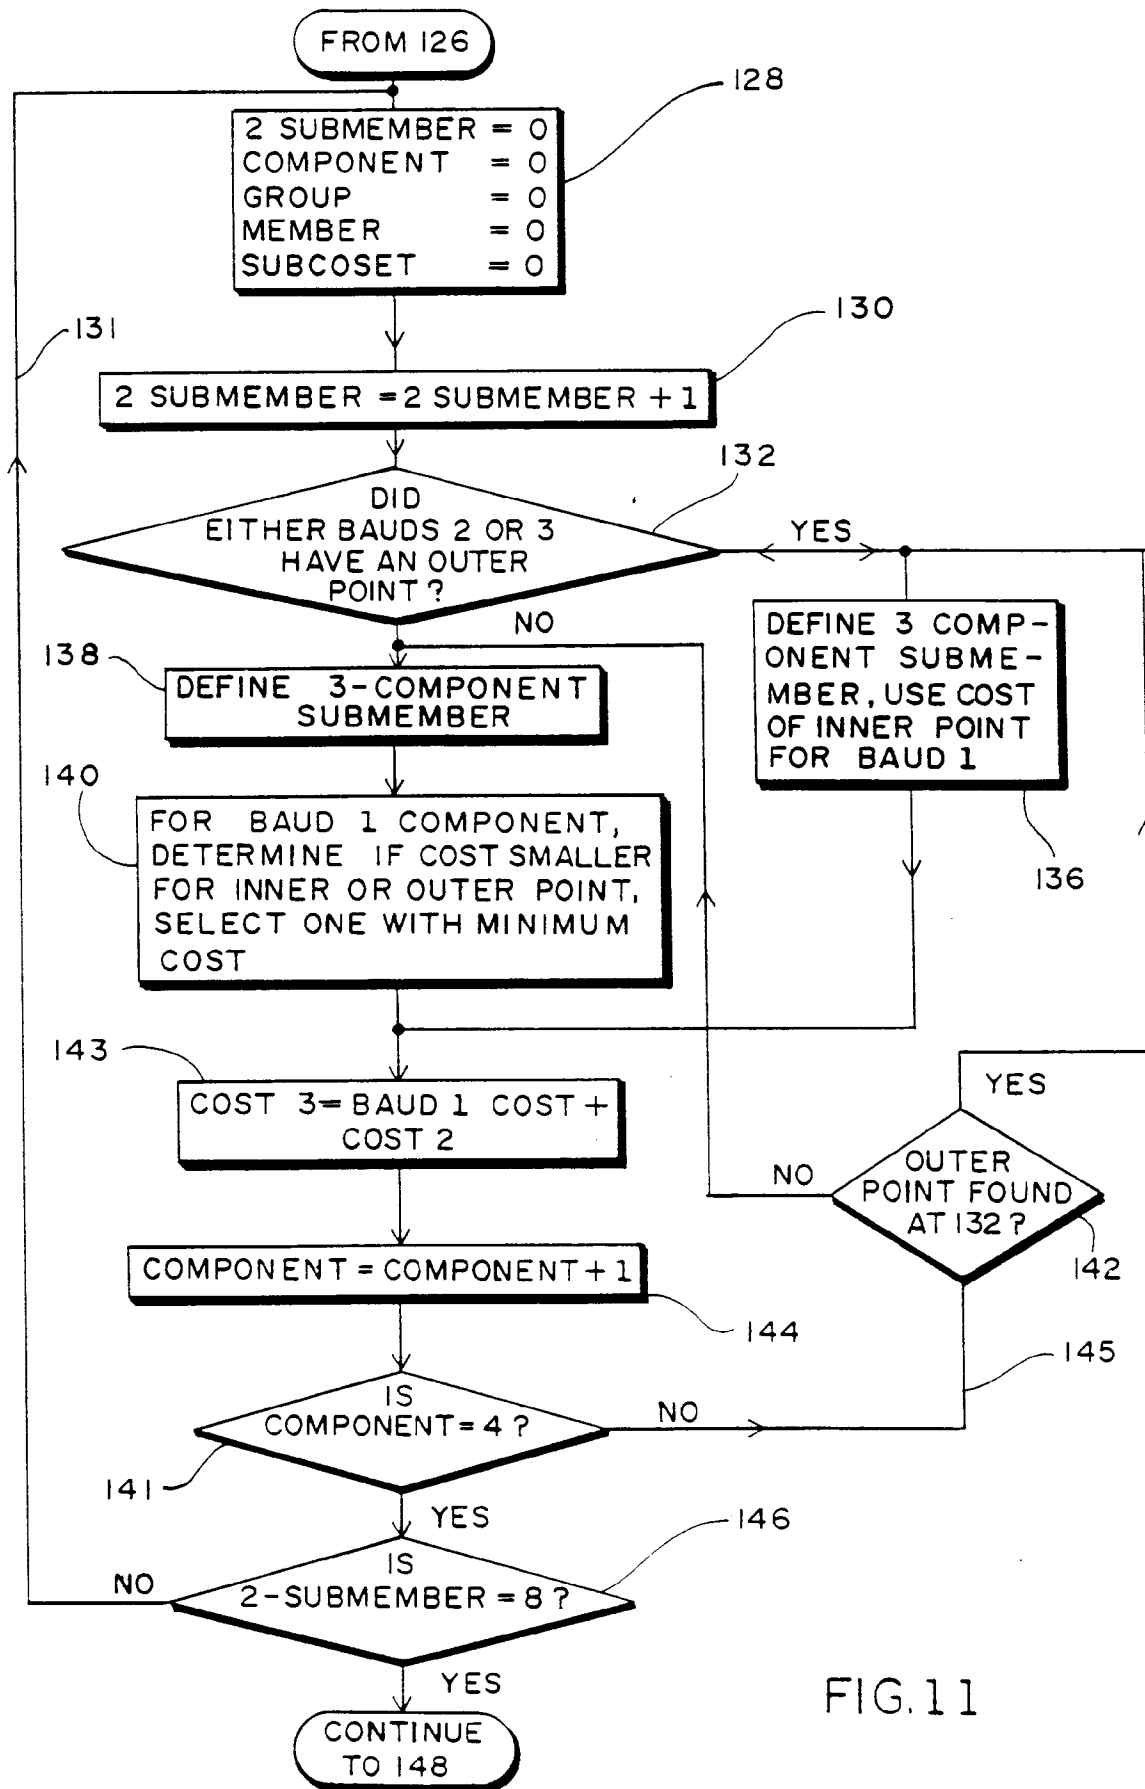 FROM 126
128
2 SUBMEMBER = 0
COMPONENT = 0
GROUP = 0
MEMBER = 0
SUBCOSET = 0
131
130
2 SUBMEMBER = 2 SUBMEMBER + 1
132
DID
EITHER BAUDS 2 OR 3
HAVE AN OUTER
POINT ?
YES
NO
DEFINE 3 COMP-
ONENT SUBME-
MBER, USE COST
OF INNER POINT
FOR BAUD 1
136
138
DEFINE 3-COMPONENT
SUBMEMBER
140
FOR BAUD 1 COMPONENT,
DETERMINE IF COST SMALLER
FOR INNER OR OUTER POINT,
SELECT ONE WITH MINIMUM
COST
143
COST 3 = BAUD 1 COST +
COST 2
YES
NO
OUTER
POINT FOUND
AT 132 ?
142
COMPONENT = COMPONENT + 1
144
145
IS
COMPONENT = 4 ?
NO
141
YES
146
IS
2-SUBMEMBER = 8 ?
NO
YES
CONTINUE
TO 148
FIG. 11